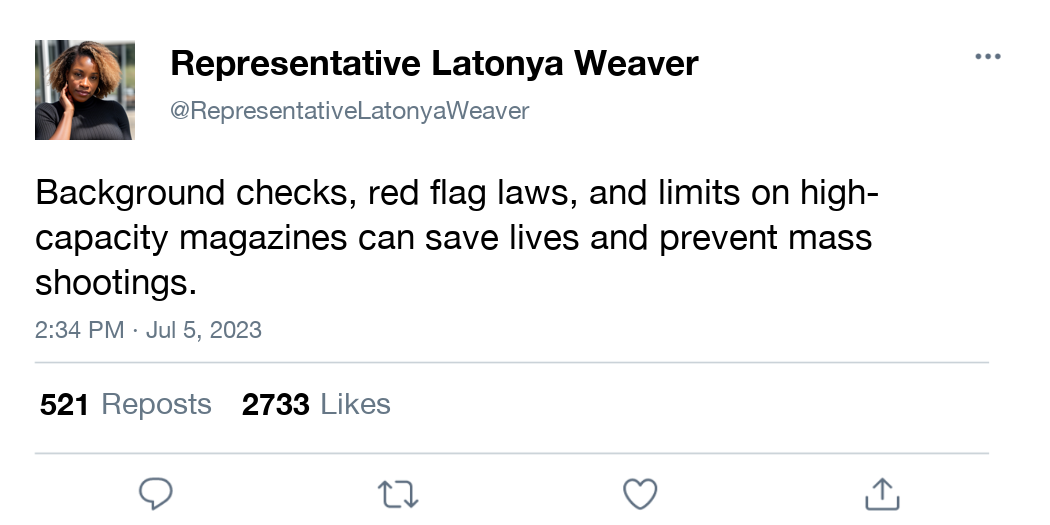 Representative Latonya Weaver
@RepresentativeLatonyaWeaver
Background checks, red flag laws, and limits on high-
capacity magazines can save lives and prevent mass
shootings.
2:34 PM · Jul 5, 2023
521 Reposts 2733 Likes